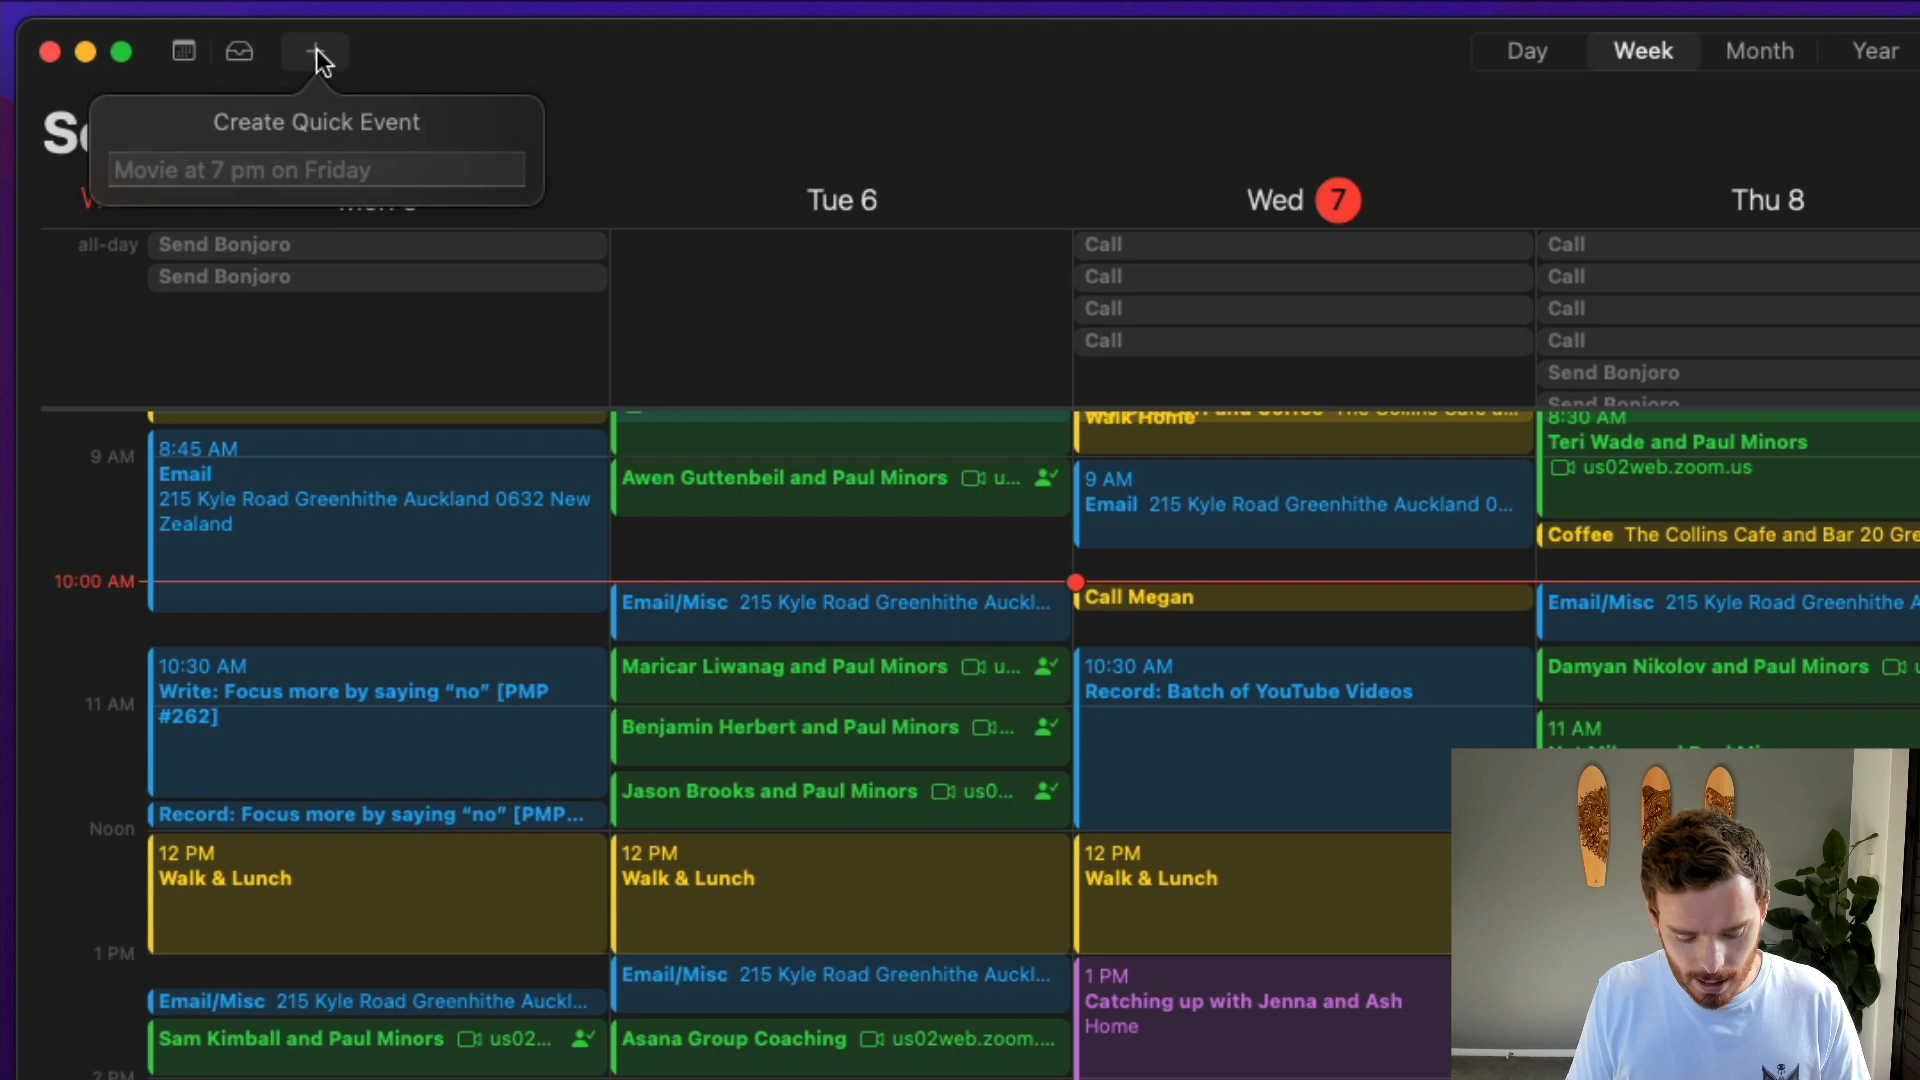 Day
Week
Month
Year
Create Quick Event
Movie at 7 pm on Friday
Tue 6
Wed 7
Thu 8
all-day
Send Bonjoro
Send Bonjoro
Call
Call
Call
Call
Call
Call
Call
Call
Send Bonjoro
Send Bonjoro
9 AM
10:00 AM
11 AM
Noon
1 PM
2 PM
8:45 AM
Email
215 Kyle Road Greenhithe Auckland 0632 New
Zealand
10:30 AM
Write: Focus more by saying “no” [PMP
#262]
Record: Focus more by saying “no” [PMP...
12 PM
Walk & Lunch
Email/Misc 215 Kyle Road Greenhithe Auckl...
Sam Kimball and Paul Minors us02...
Awen Guttenbeil and Paul Minors u...
Email/Misc 215 Kyle Road Greenhithe Auckl...
Maricar Liwanag and Paul Minors u...
Benjamin Herbert and Paul Minors ...
Jason Brooks and Paul Minors us0...
12 PM
Walk & Lunch
Email/Misc 215 Kyle Road Greenhithe Auckl...
Asana Group Coaching us02web.zoom....
Walk Home
9 AM
Email 215 Kyle Road Greenhithe Auckland 0...
Call Megan
10:30 AM
Record: Batch of YouTube Videos
12 PM
Walk & Lunch
1 PM
Catching up with Jenna and Ash
Home
8:30 AM
Teri Wade and Paul Minors
us02web.zoom.us
Coffee The Collins Cafe and Bar 20 Gre
Email/Misc 215 Kyle Road Greenhithe A
Damyan Nikolov and Paul Minors
11 AM